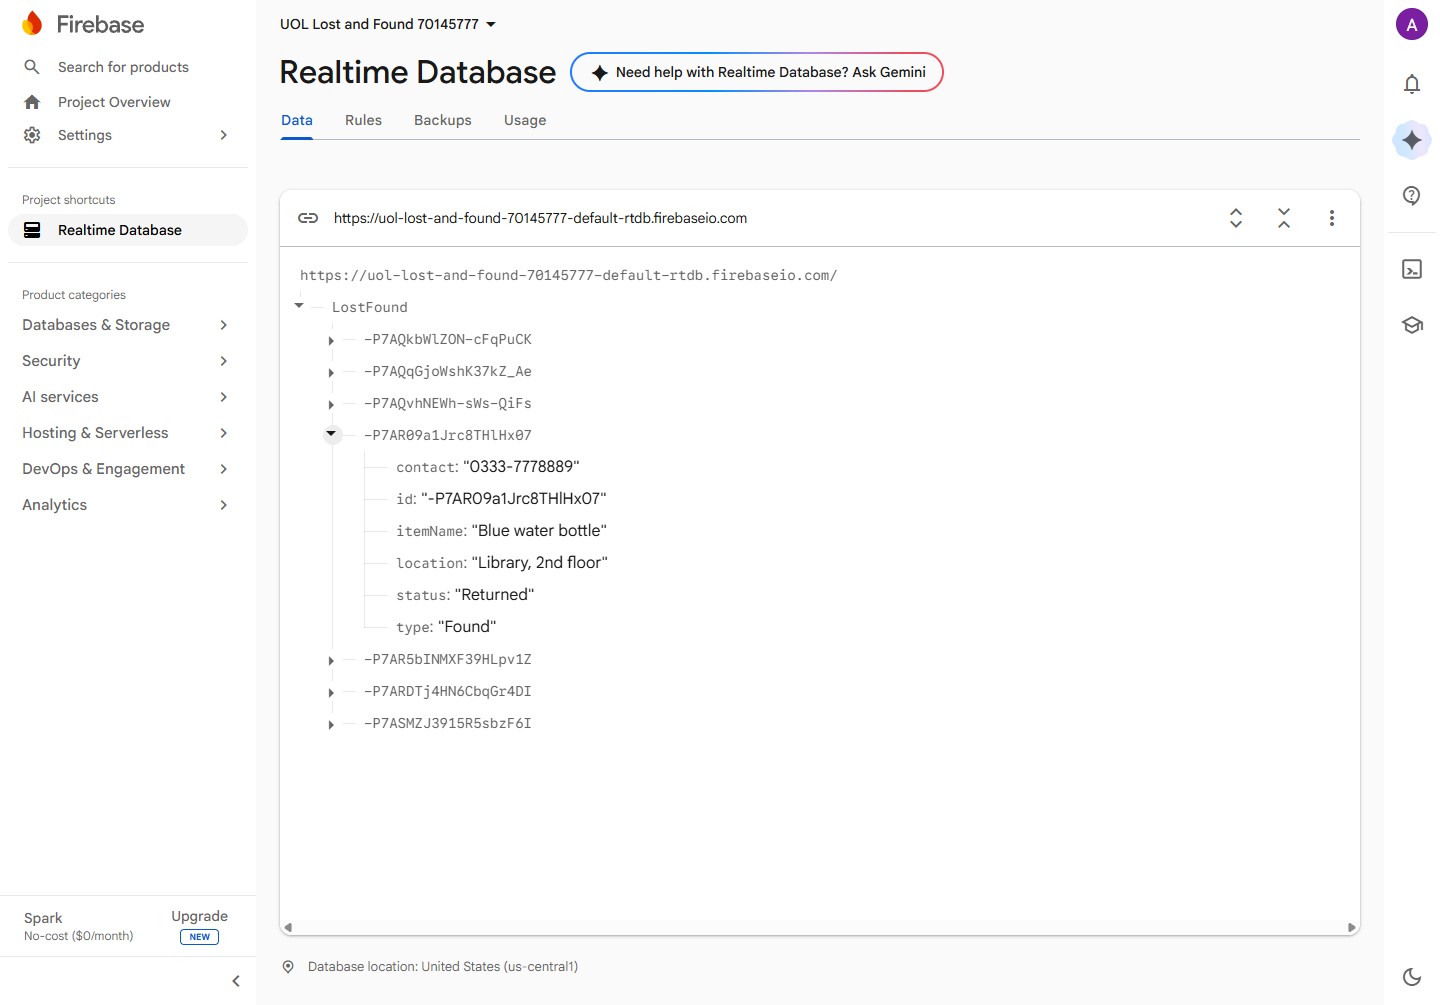 Firebase
Search for products
Project Overview
Settings
Project shortcuts
Realtime Database
Product categories
Databases & Storage
Security
AI services
Hosting & Serverless
DevOps & Engagement
Analytics
Spark
No-cost ($0/month)
Upgrade
NEW
UOL Lost and Found 70145777
Realtime Database
Need help with Realtime Database? Ask Gemini
Data Rules Backups Usage
https://uol-lost-and-found-70145777-default-rtdb.firebaseio.com
https://uol-lost-and-found-70145777-default-rtdb.firebaseio.com/
LostFound
-P7AQkbWlZON-cFqPuCK
-P7AQqGjoWshK37kZ_Ae
-P7AQvhNEWh-sWs-QiFs
-P7AR09a1Jrc8THlHx07
contact: "0333-7778889"
id: "-P7AR09a1Jrc8THlHx07"
itemName: "Blue water bottle"
location: "Library, 2nd floor"
status: "Returned"
type: "Found"
-P7AR5bINMXF39HLpv1Z
-P7ARDTj4HN6CbqGr4DI
-P7ASMZJ3915R5sbzF6I
Database location: United States (us-central1)
A